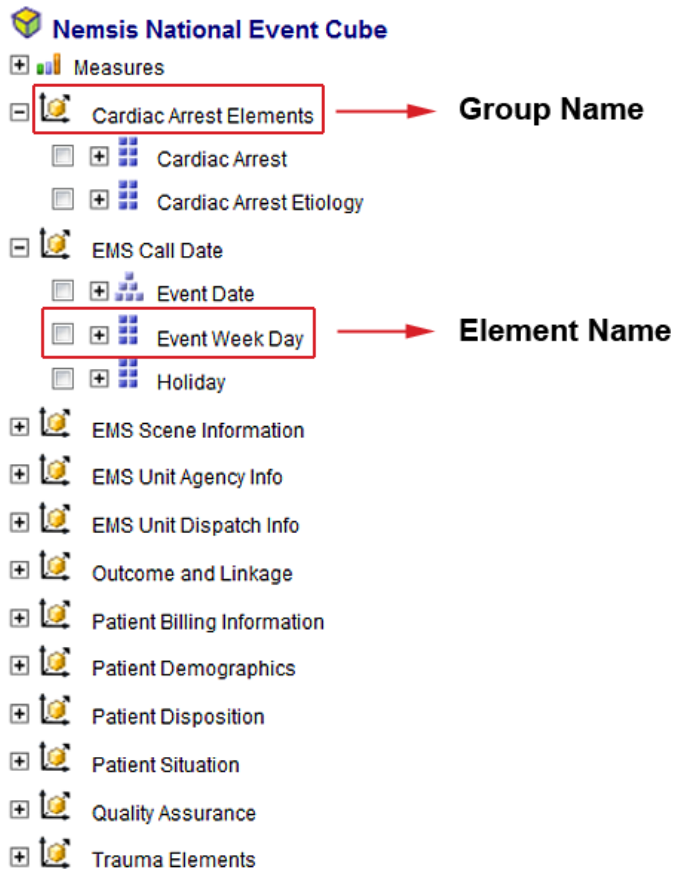 Nemsis National Event Cube
Measures
Cardiac Arrest Elements Group Name
Cardiac Arrest
Cardiac Arrest Etiology
EMS Call Date
Event Date
Event Week Day Element Name
Holiday
EMS Scene Information
EMS Unit Agency Info
EMS Unit Dispatch Info
Outcome and Linkage
Patient Billing Information
Patient Demographics
Patient Disposition
Patient Situation
Quality Assurance
Trauma Elements